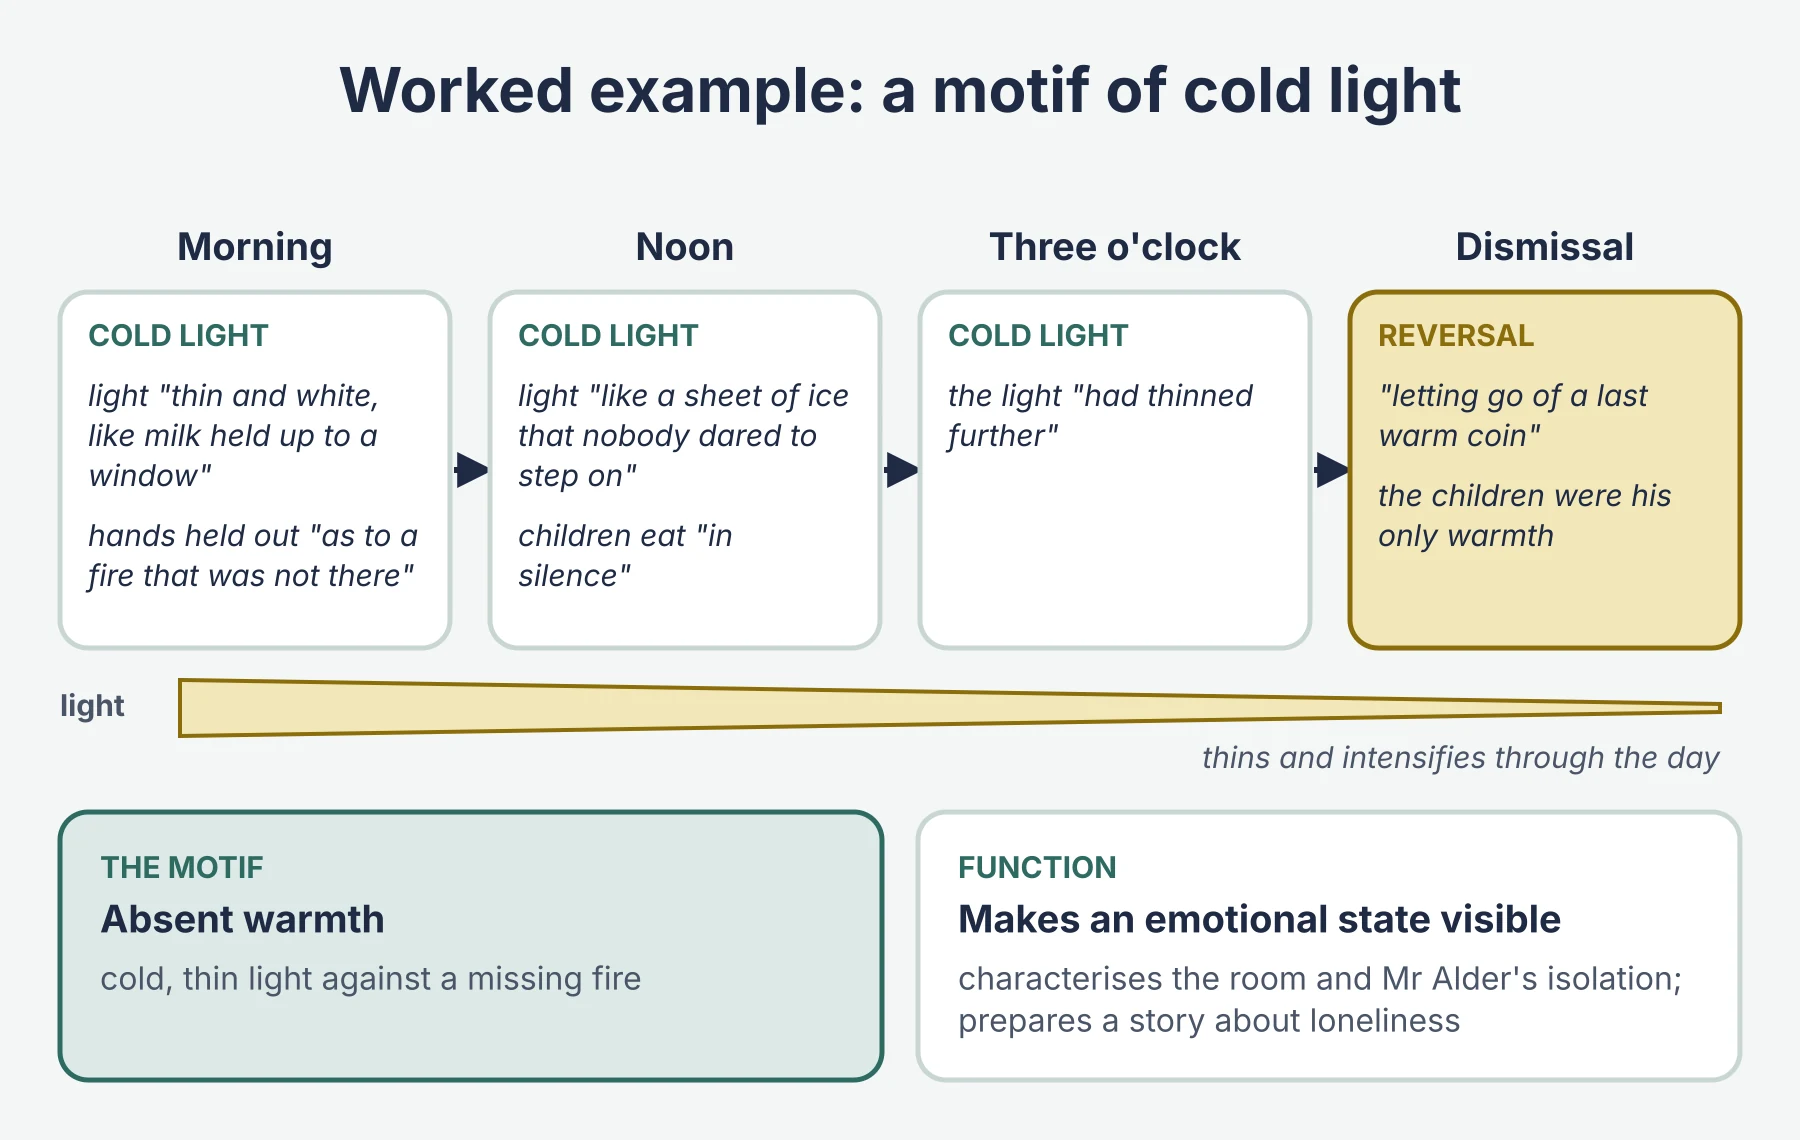 Worked example: a motif of cold light
Morning
COLD LIGHT
light "thin and white,
like milk held up to a
window"
hands held out "as to a
fire that was not there"
Noon
COLD LIGHT
light "like a sheet of ice
that nobody dared to
step on"
children eat "in
silence"
Three o'clock
COLD LIGHT
the light "had thinned
further"
Dismissal
REVERSAL
"letting go of a last
warm coin"
the children were his
only warmth
light
thins and intensifies through the day
THE MOTIF
Absent warmth
cold, thin light against a missing fire
FUNCTION
Makes an emotional state visible
characterises the room and Mr Alder's isolation;
prepares a story about loneliness